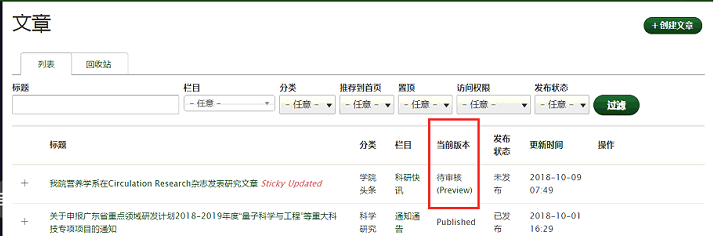 文章
+ 创建文章
列表 回收站
标题 栏目 分类 推荐到首页 置顶 访问权限 发布状态
- 任意 - - 任意 - - 任意 - - 任意 - - 任意 - - 任意 - 过滤
标题 分类 栏目 当前版本 发布状态 更新时间 操作
+ 我院营养学系在Circulation Research杂志发表研究文章 Sticky Updated 学院头条 科研快讯 待审核 (Preview) 未发布 2018-10-09 07:49
+ 关于申报广东省重点领域研发计划2018-2019年度"量子科学与工程"等重大科技专项项目的通知 科学研究 通知通告 Published 已发布 2018-10-01 16:29